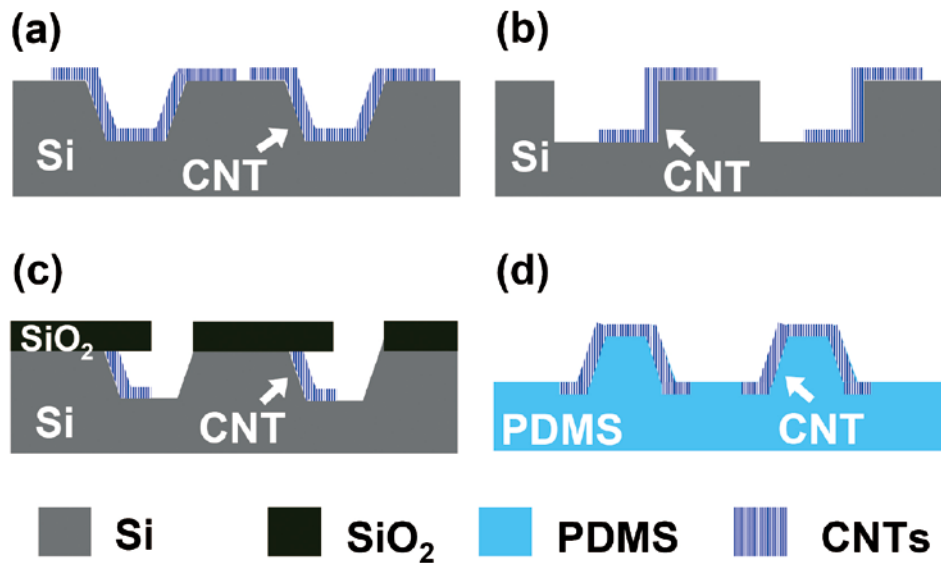 (a)
(b)
Si
CNT
Si
CNT
(c)
(d)
SiO₂
Si
CNT
PDMS
CNT
Si
SiO₂
PDMS
CNTs